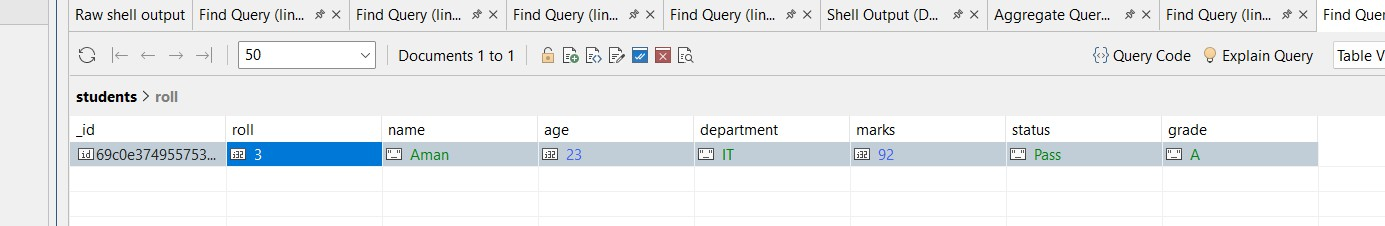 Raw shell output Find Query (lin... Find Query (lin... Find Query (lin... Find Query (lin... Shell Output (D... Aggregate Quer... Find Query (lin... Find Quer
50 Documents 1 to 1 Query Code Explain Query Table V
students > roll
_id roll name age department marks status grade
69c0e374955753... 3 Aman 23 IT 92 Pass A